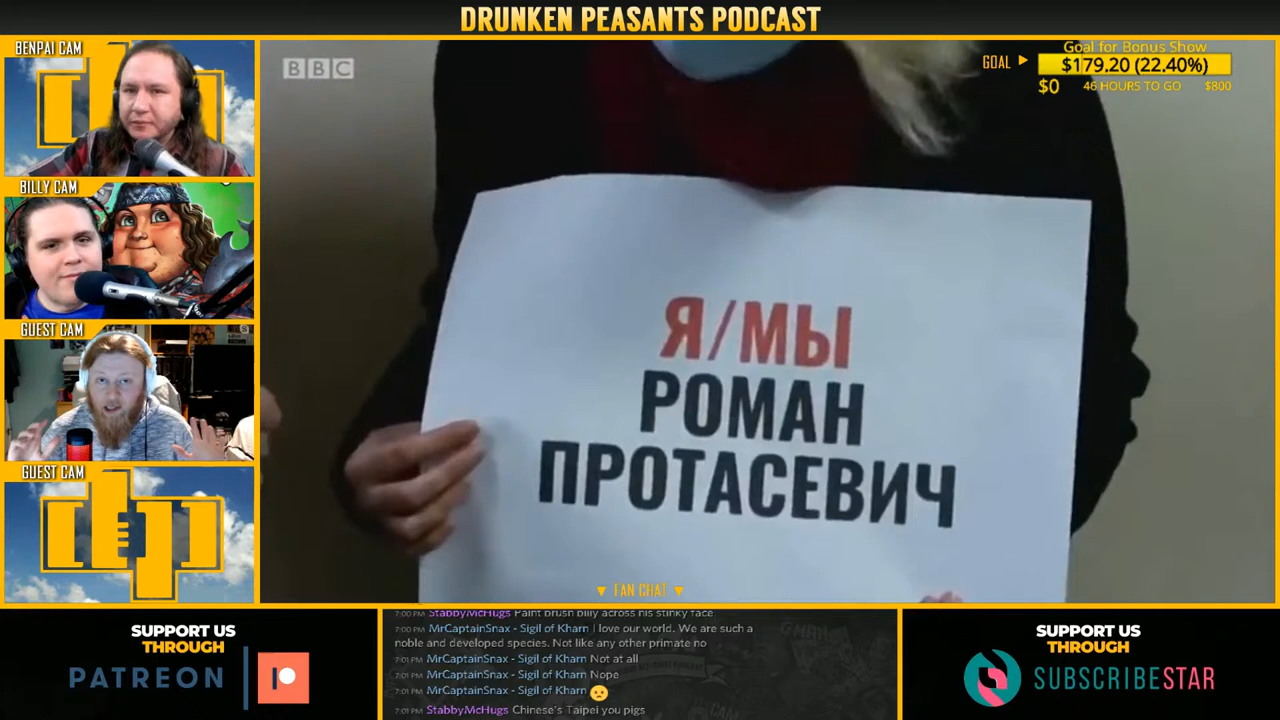 DRUNKEN PEASANTS PODCAST
BENPAI CAM
BILLY CAM
GUEST CAM
GUEST CAM
BBC
GOAL
Goal for Bonus Show
$179.20 (22.40%)
$0 46 HOURS TO GO $800
Я/МЫ
РОМАН
ПРОТАСЕВИЧ
FAN CHAT
SUPPORT US
THROUGH
PATREON
7:00 PM StabbyMcHugs Paint brush billy across his stinky face
7:00 PM MrCaptainSnax - Sigil of Kharn I love our world. We are such a
noble and developed species. Not like any other primate no
7:01 PM MrCaptainSnax - Sigil of Kharn Not at all
7:01 PM MrCaptainSnax - Sigil of Kharn Nope
7:01 PM MrCaptainSnax - Sigil of Kharn
7:01 PM StabbyMcHugs Chinese's Taipei you pigs
SUPPORT US
THROUGH
SUBSCRIBESTAR